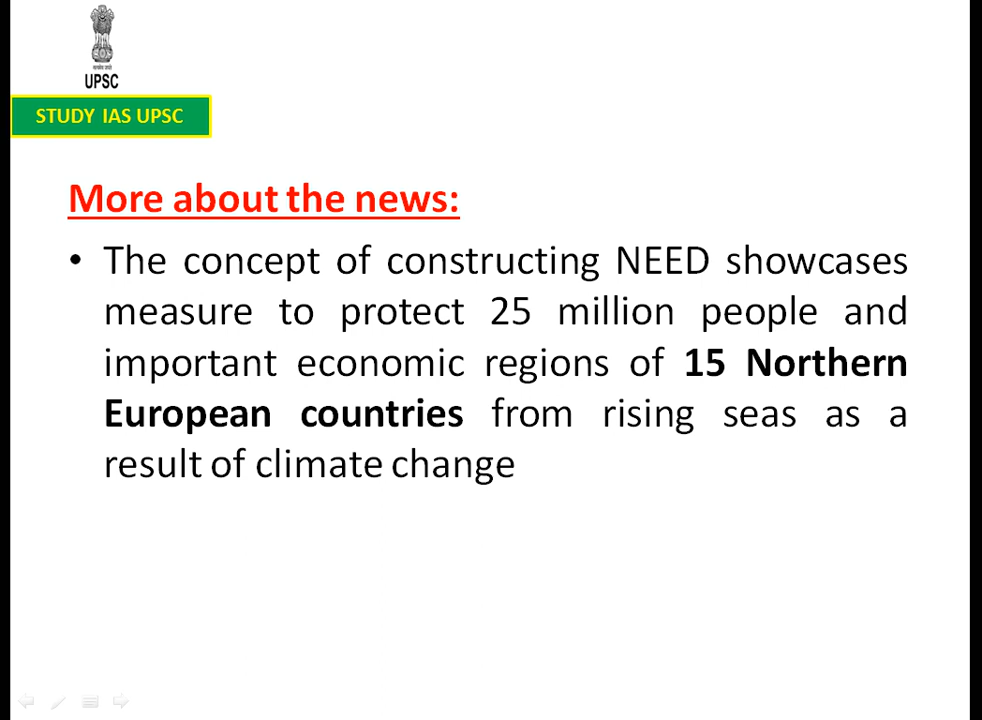 UPSC
STUDY IAS UPSC
More about the news:
• The concept of constructing NEED showcases
measure to protect 25 million people and
important economic regions of 15 Northern
European countries from rising seas as a
result of climate change